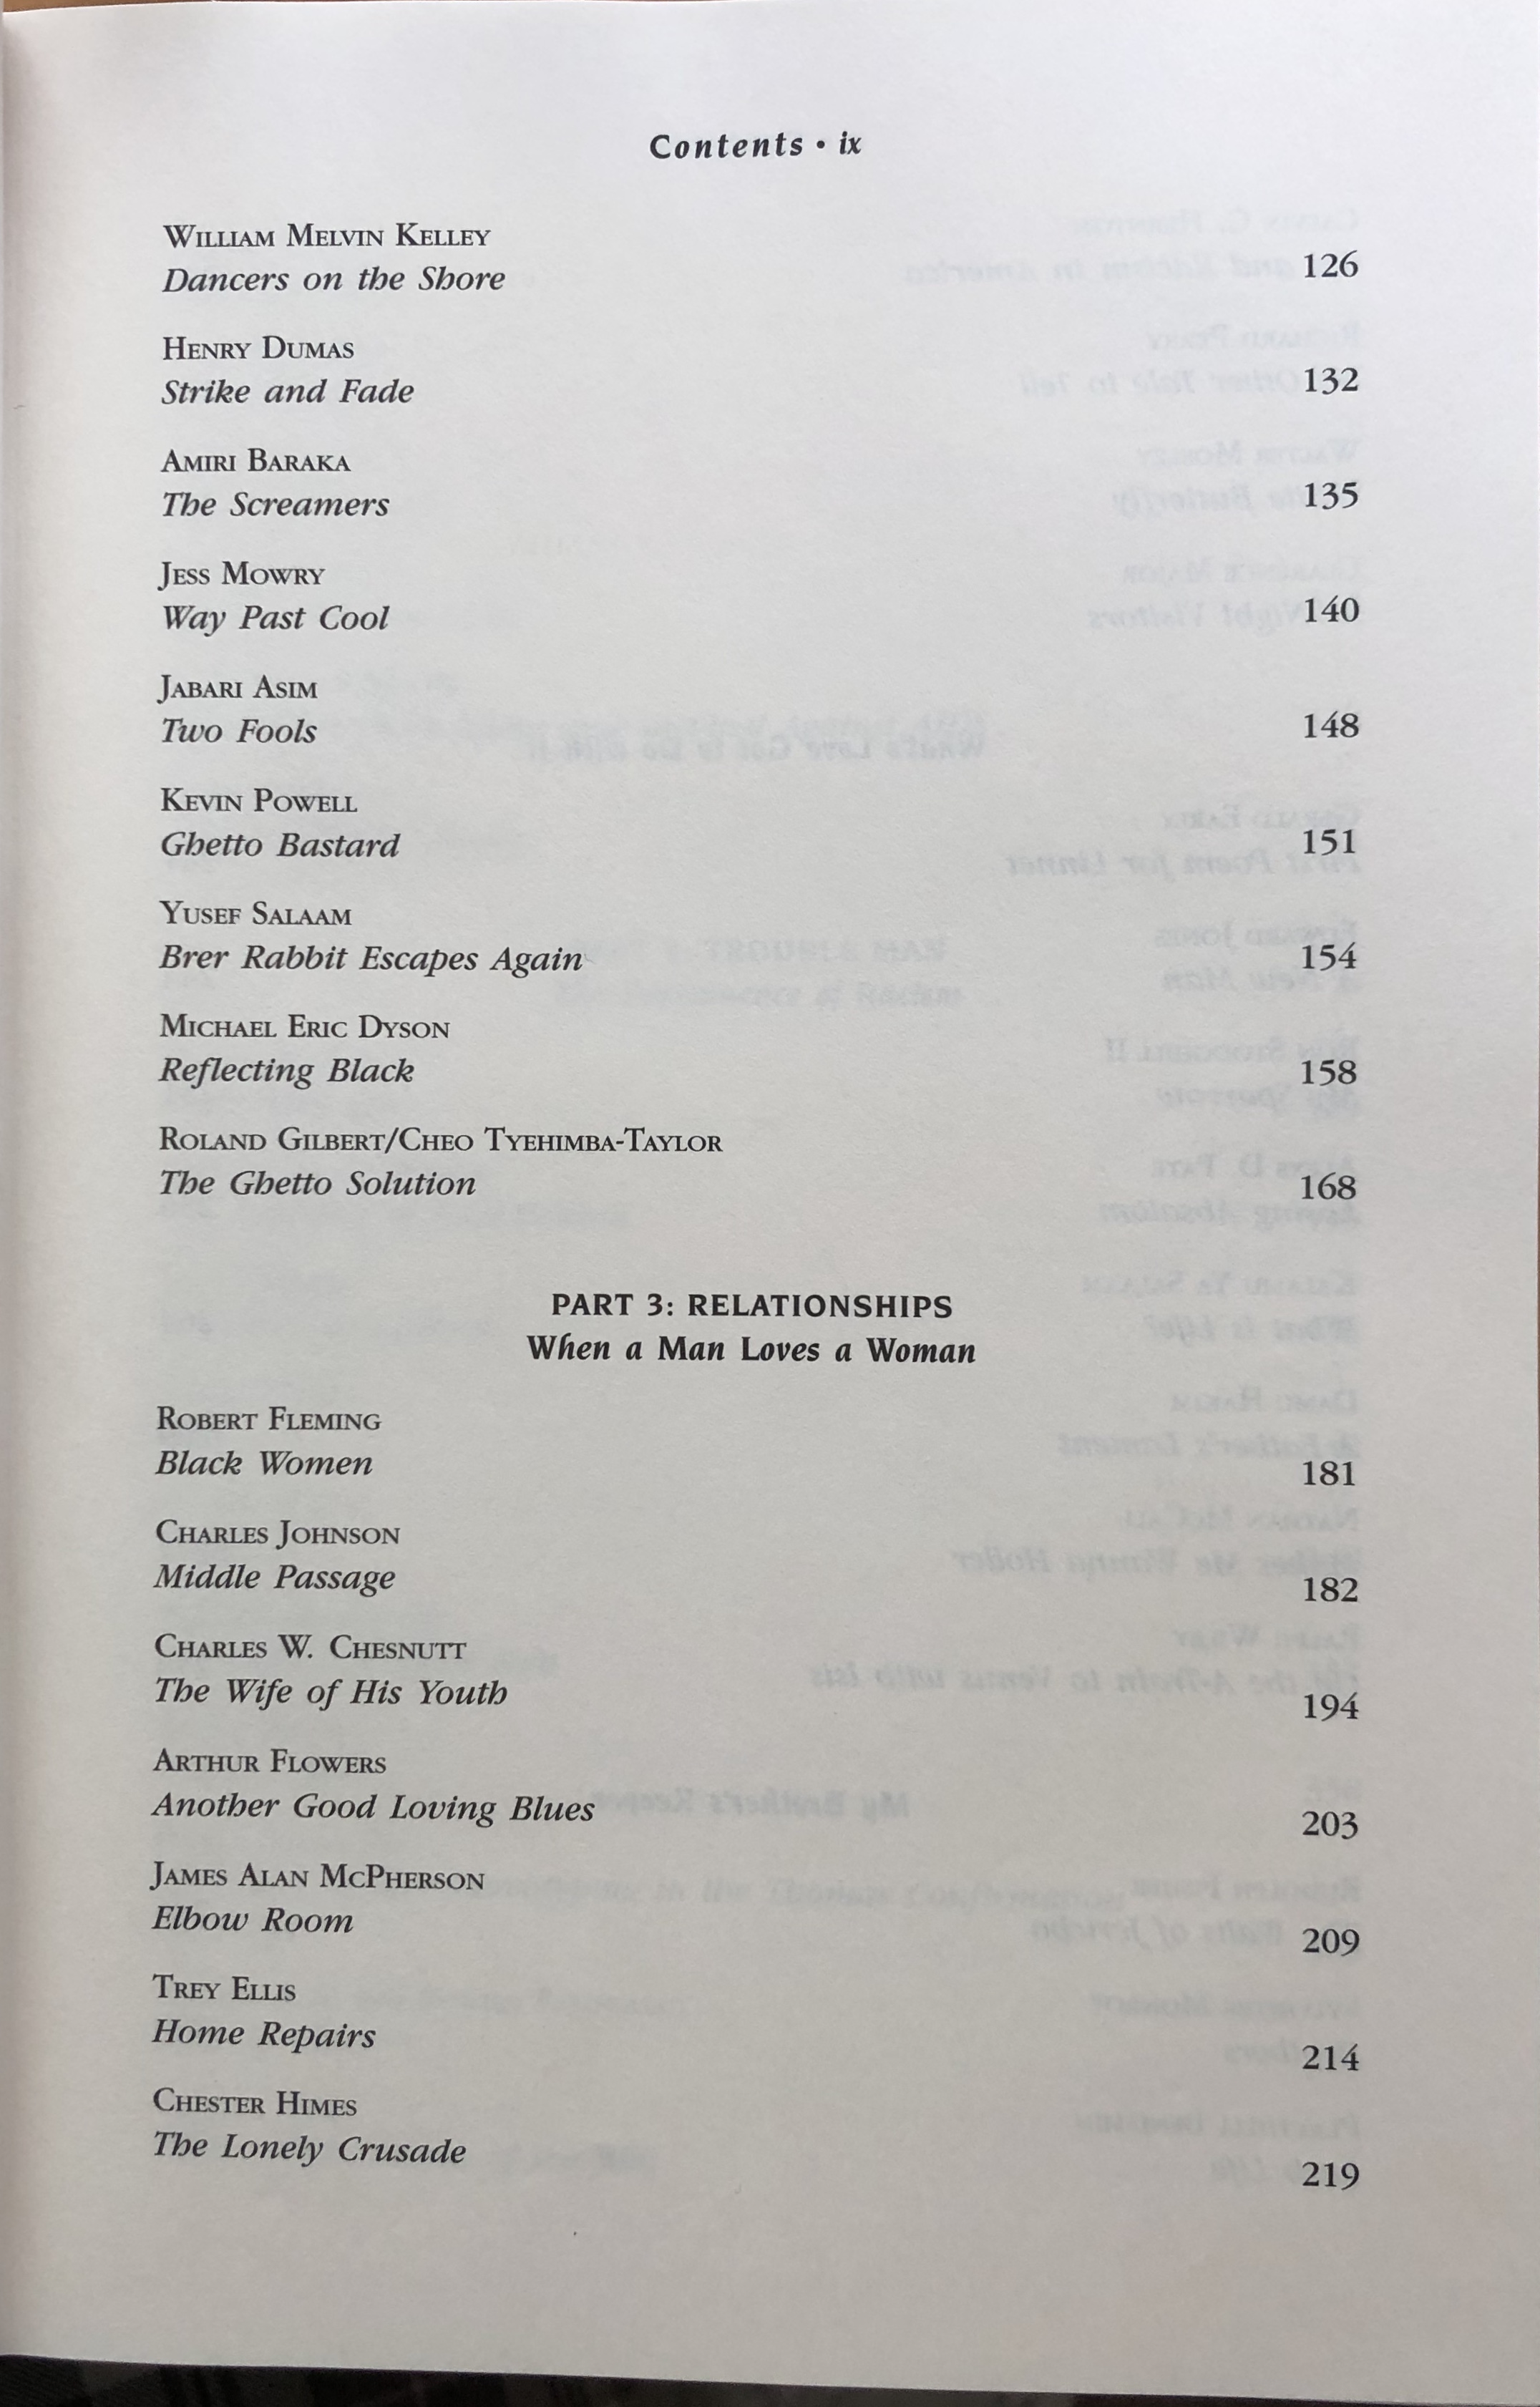 Contents • ix
William Melvin Kelley
Dancers on the Shore 126
Henry Dumas
Strike and Fade 132
Amiri Baraka
The Screamers 135
Jess Mowry
Way Past Cool 140
Jabari Asim
Two Fools 148
Kevin Powell
Ghetto Bastard 151
Yusef Salaam
Brer Rabbit Escapes Again 154
Michael Eric Dyson
Reflecting Black 158
Roland Gilbert/Cheo Tyehimba-Taylor
The Ghetto Solution 168
PART 3: RELATIONSHIPS
When a Man Loves a Woman
Robert Fleming
Black Women 181
Charles Johnson
Middle Passage 182
Charles W. Chesnutt
The Wife of His Youth 194
Arthur Flowers
Another Good Loving Blues 203
James Alan McPherson
Elbow Room 209
Trey Ellis
Home Repairs 214
Chester Himes
The Lonely Crusade 219